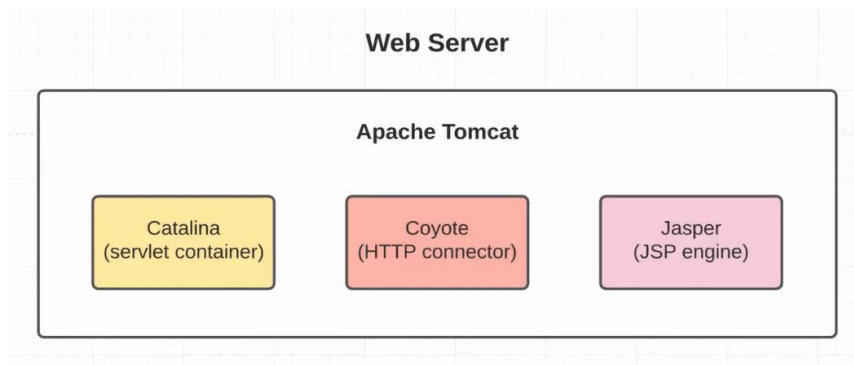 Web Server
Apache Tomcat
Catalina
(servlet container)
Coyote
(HTTP connector)
Jasper
(JSP engine)